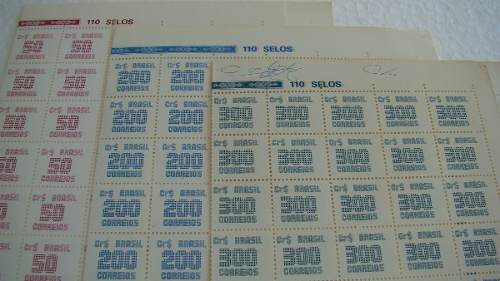 110 SELOS
110 SELOS
110 SELOS
Cr$ BRASIL
50
CORREIOS
Cr$ BRASIL
200
CORREIOS
Cr$ BRASIL
300
CORREIOS